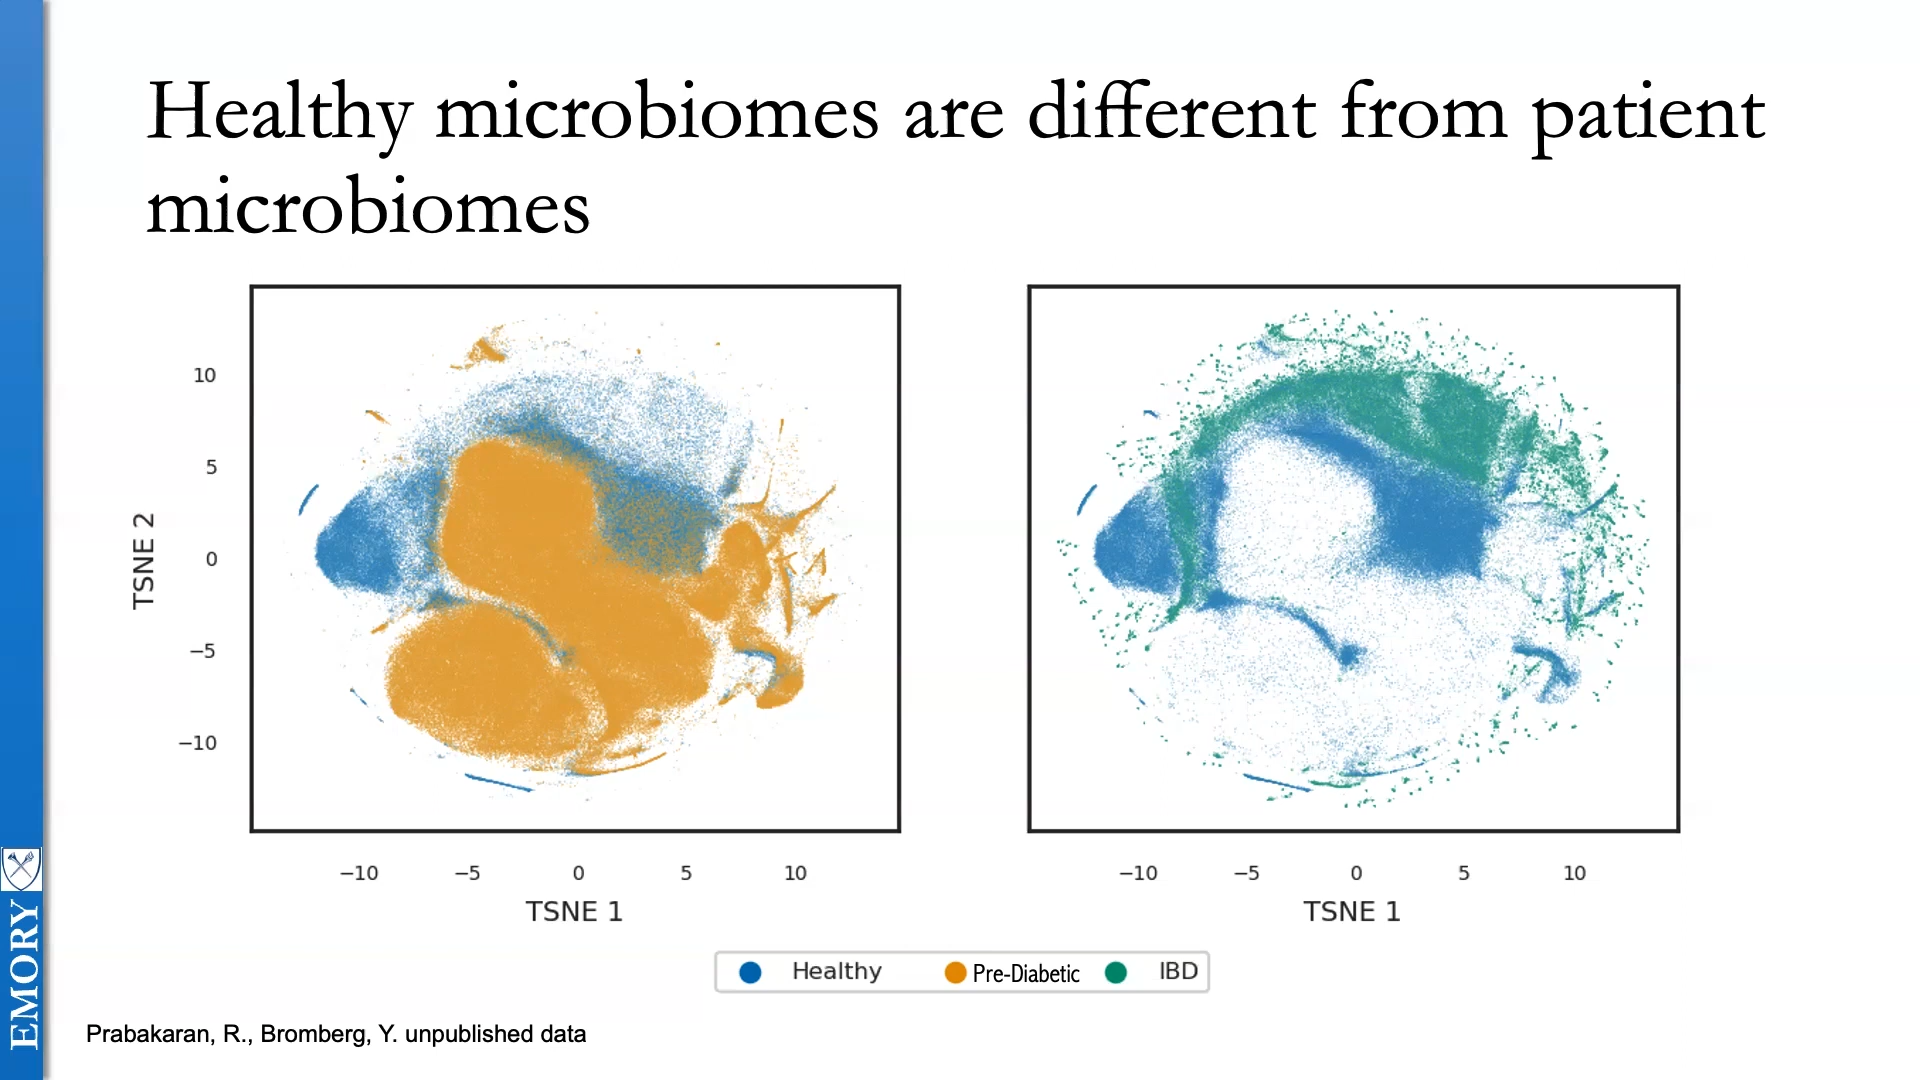 Healthy microbiomes are different from patient
microbiomes
10
5
0
−5
−10
TSNE 2
−10 −5 0 5 10
TSNE 1
−10 −5 0 5 10
TSNE 1
Healthy Pre-Diabetic IBD
Prabakaran, R., Bromberg, Y. unpublished data
EMORY